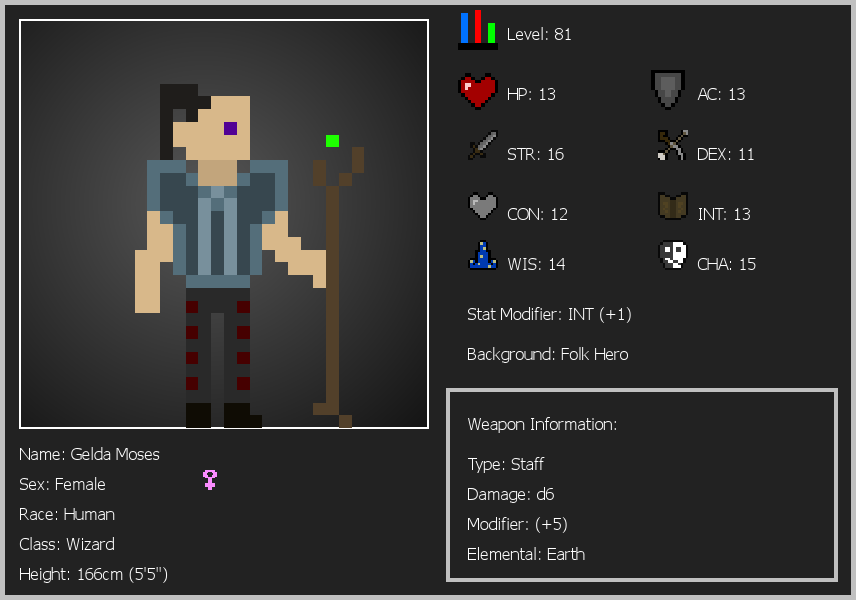 Level: 81
HP: 13
AC: 13
STR: 16
DEX: 11
CON: 12
INT: 13
WIS: 14
CHA: 15
Stat Modifier: INT (+1)
Background: Folk Hero
Name: Gelda Moses
Sex: Female
Race: Human
Class: Wizard
Height: 166cm (5'5")
Weapon Information:
Type: Staff
Damage: d6
Modifier: (+5)
Elemental: Earth